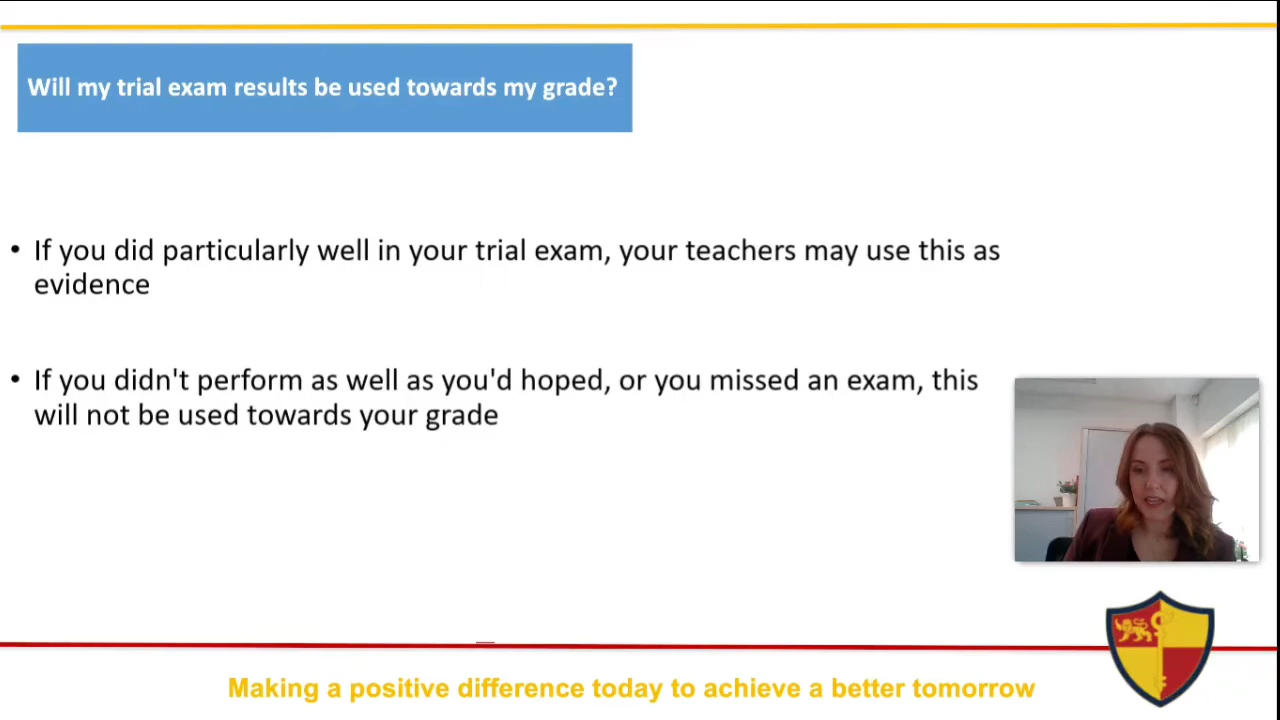 Will my trial exam results be used towards my grade?
• If you did particularly well in your trial exam, your teachers may use this as
evidence
• If you didn't perform as well as you'd hoped, or you missed an exam, this
will not be used towards your grade
Making a positive difference today to achieve a better tomorrow